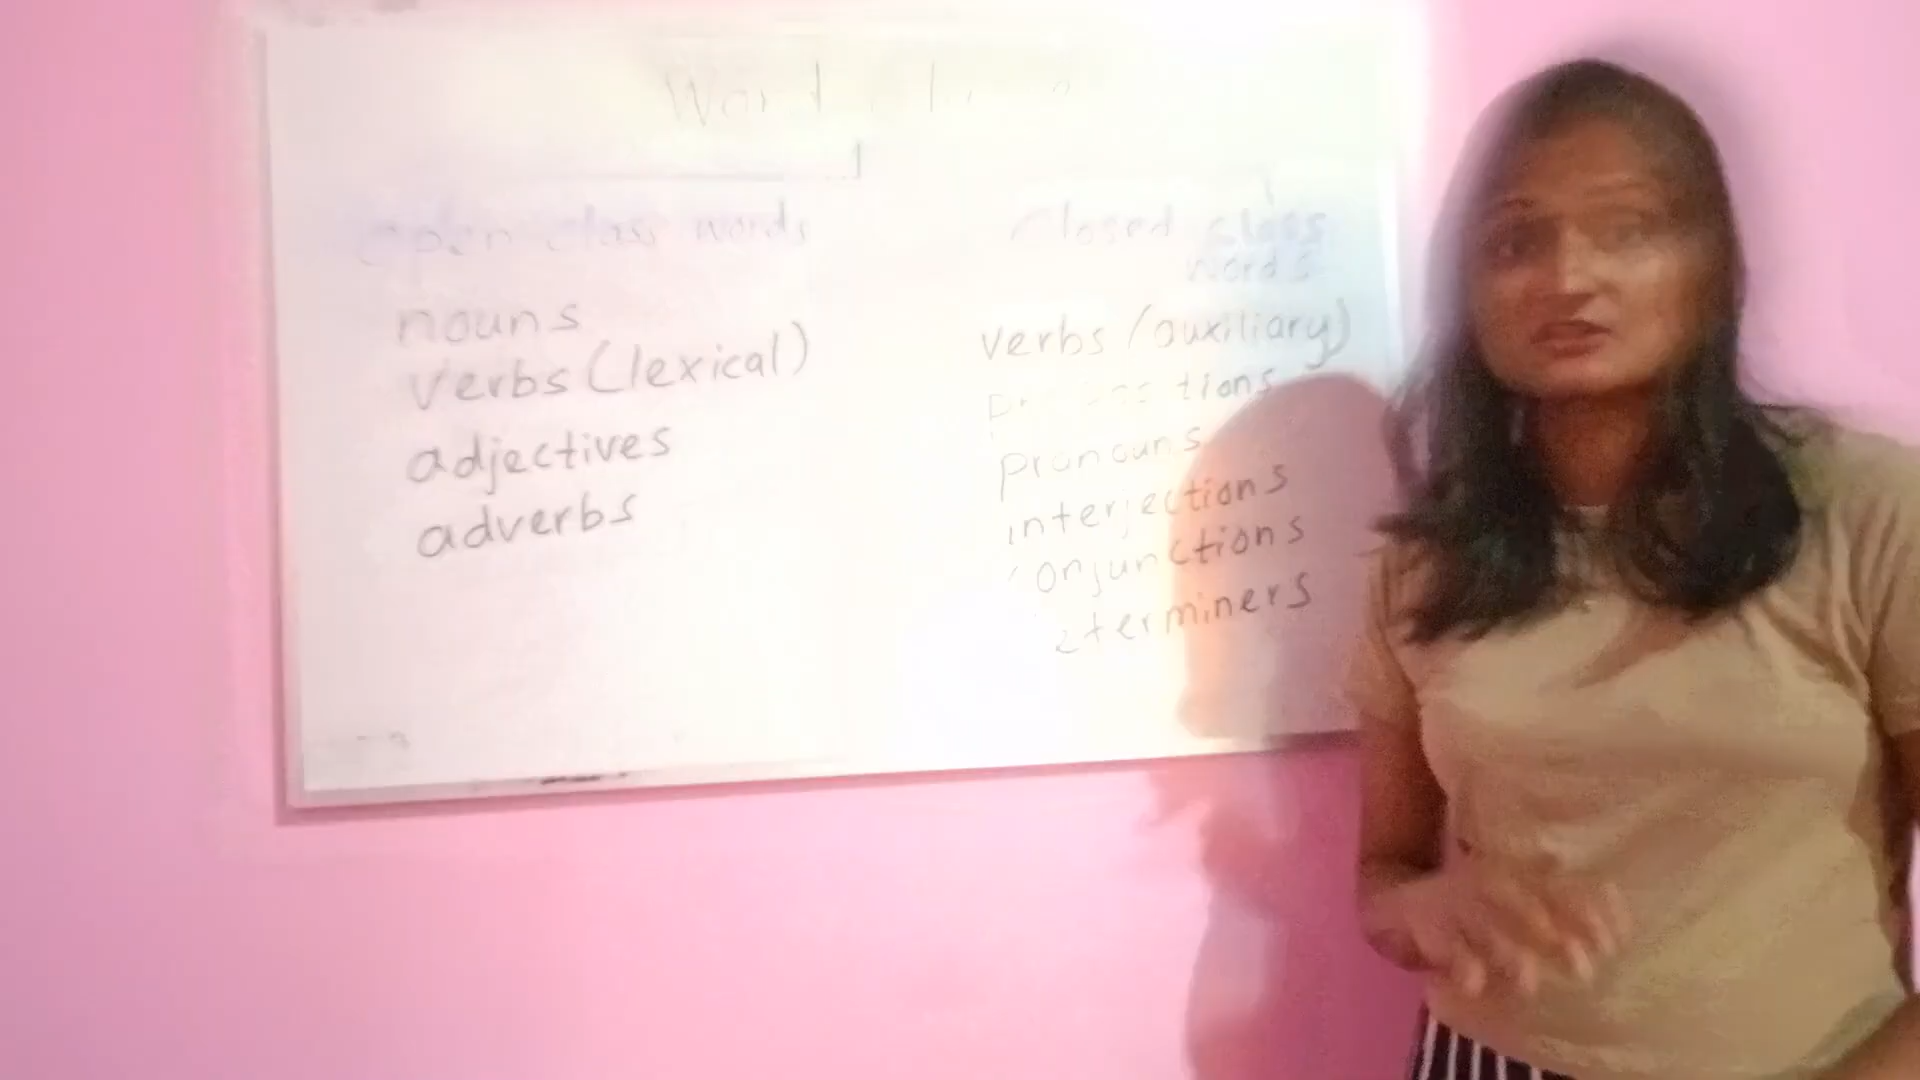 Word
open class words
closed class
words
nouns
verbs (lexical)
adjectives
adverbs
verbs (auxiliary)
prepositions
pronouns
interjections
conjunctions
determiners